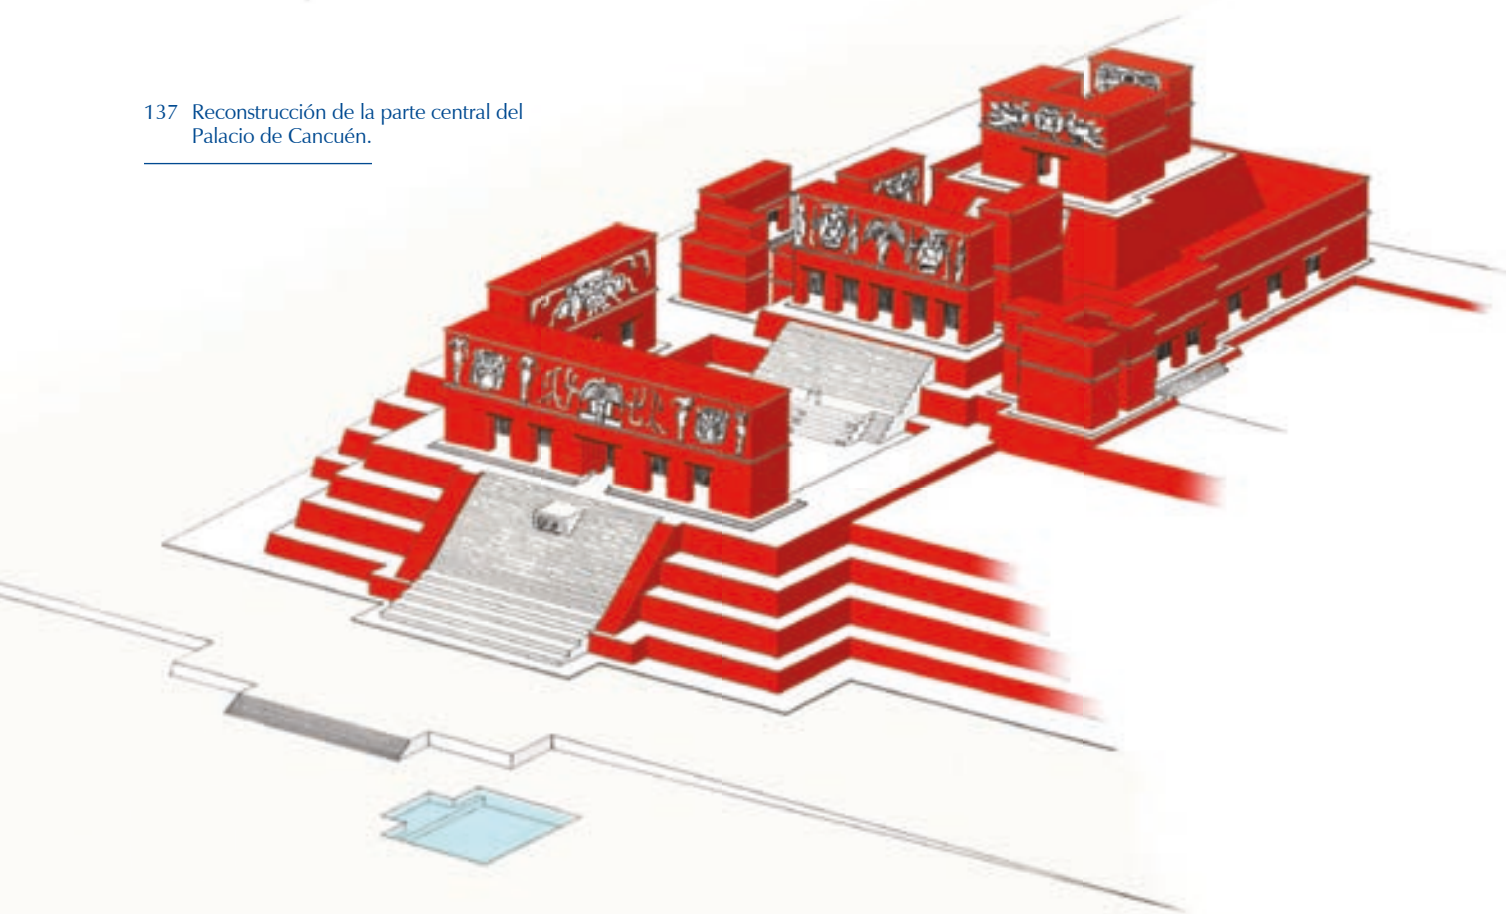 137 Reconstrucción de la parte central del
Palacio de Cancuén.